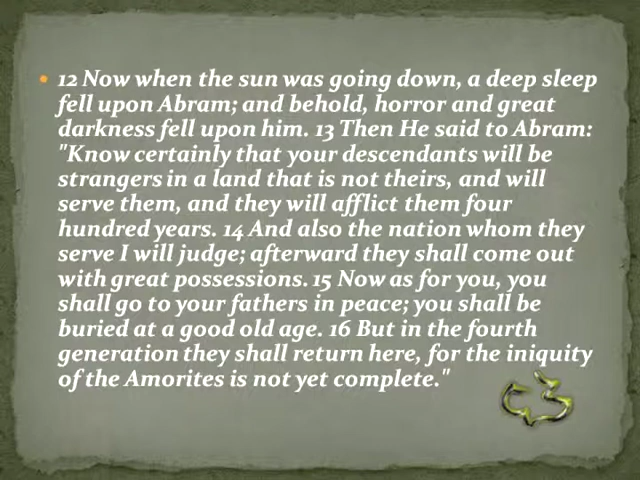 • 12 Now when the sun was going down, a deep sleep
fell upon Abram; and behold, horror and great
darkness fell upon him. 13 Then He said to Abram:
"Know certainly that your descendants will be
strangers in a land that is not theirs, and will
serve them, and they will afflict them four
hundred years. 14 And also the nation whom they
serve I will judge; afterward they shall come out
with great possessions. 15 Now as for you, you
shall go to your fathers in peace; you shall be
buried at a good old age. 16 But in the fourth
generation they shall return here, for the iniquity
of the Amorites is not yet complete."